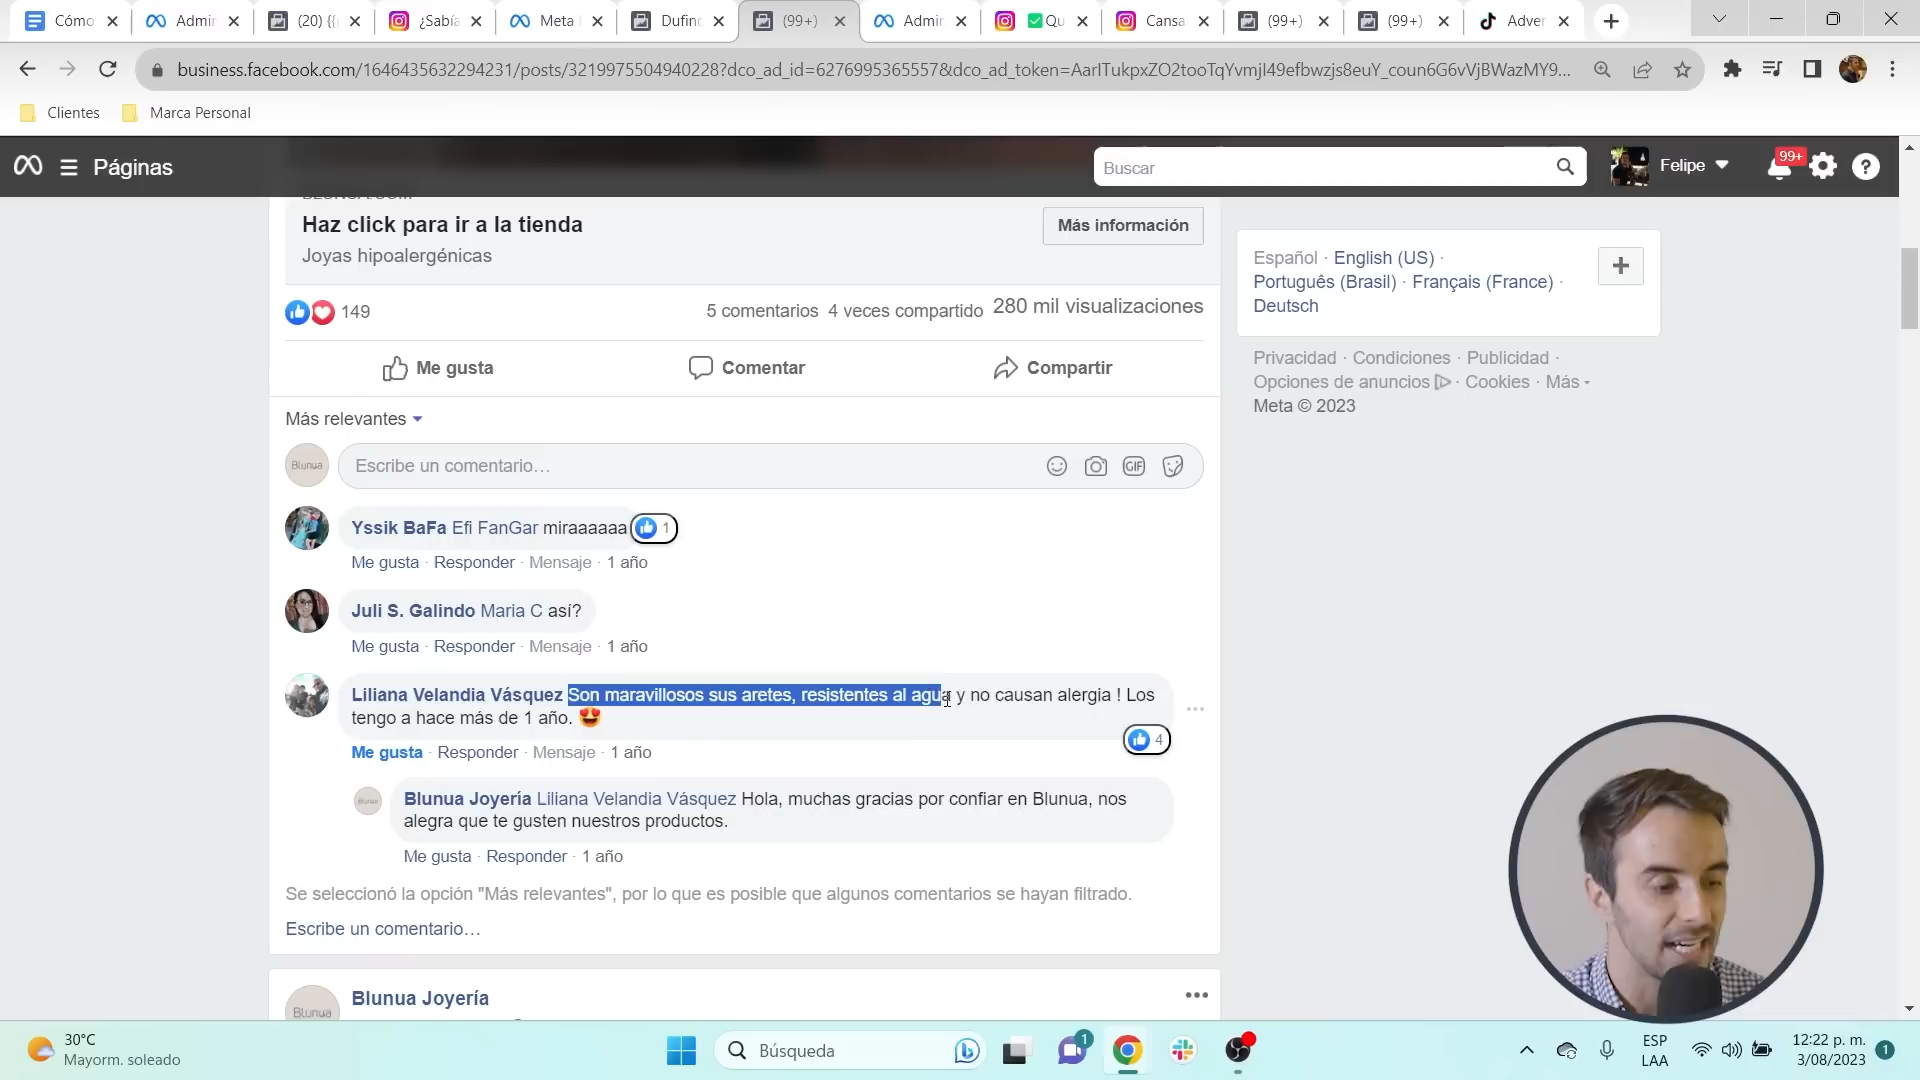 Cómo
Admir
(20) {{
¿Sabía
Meta
Dufino
(99+)
Admir
✅Qu
Cansa
(99+)
(99+)
Adver
business.facebook.com/1646435632294231/posts/3219975504940228?dco_ad_id=6276995365557&dco_ad_token=AarITukpxZO2tooTqYvmjI49efbwzjs8euY_coun6G6vVjBWazMY9...
Clientes
Marca Personal
Páginas
Buscar
Felipe
99+
Haz click para ir a la tienda
Joyas hipoalergénicas
Más información
149
5 comentarios 4 veces compartido 280 mil visualizaciones
Me gusta
Comentar
Compartir
Más relevantes
Blunua
Escribe un comentario…
GIF
Yssik BaFa Efi FanGar miraaaaaa 1
Me gusta · Responder · Mensaje · 1 año
Juli S. Galindo Maria C así?
Me gusta · Responder · Mensaje · 1 año
Liliana Velandia Vásquez Son maravillosos sus aretes, resistentes al agua y no causan alergia ! Los
tengo a hace más de 1 año. 😍
4
Me gusta · Responder · Mensaje · 1 año
Blunua Joyería Liliana Velandia Vásquez Hola, muchas gracias por confiar en Blunua, nos
alegra que te gusten nuestros productos.
Me gusta · Responder · 1 año
Se seleccionó la opción "Más relevantes", por lo que es posible que algunos comentarios se hayan filtrado.
Escribe un comentario…
Blunua
Blunua Joyería
Español · English (US) ·
Português (Brasil) · Français (France) ·
Deutsch
Privacidad · Condiciones · Publicidad ·
Opciones de anuncios · Cookies · Más
Meta © 2023
30°C
Mayorm. soleado
Búsqueda
1
ESP
LAA
12:22 p. m.
3/08/2023
1